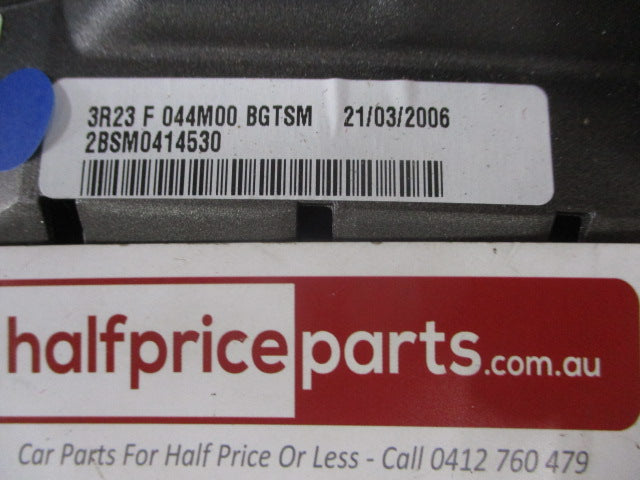 3R23 F 044M00 BGTSM 21/03/2006
2BSM0414530
halfpriceparts.com.au
Car Parts For Half Price Or Less - Call 0412 760 479